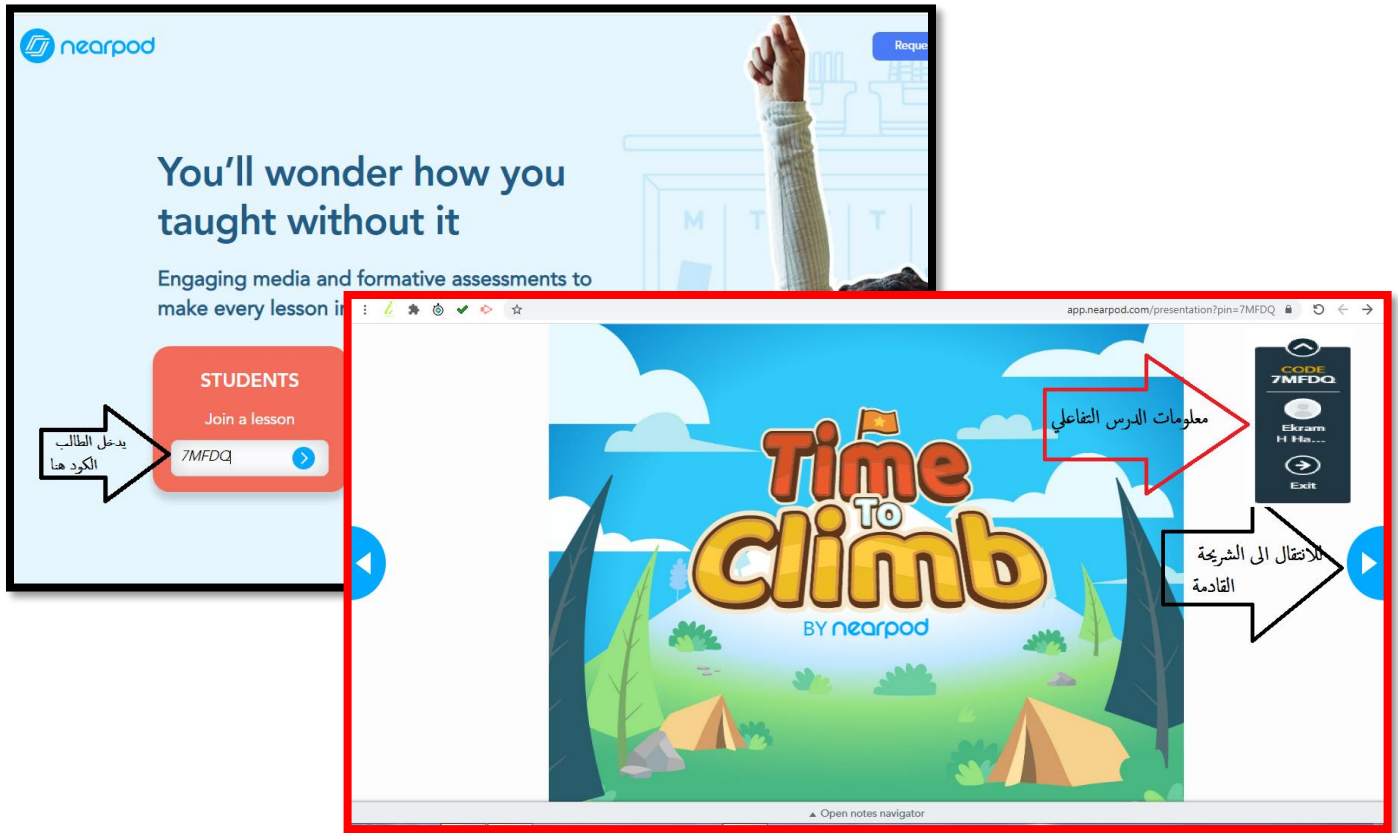 nearpod
Reque
You'll wonder how you
taught without it
Engaging media and formative assessments to
make every lesson in
STUDENTS
Join a lesson
7MFDQ
يدخل الطالب
الكود هنا
M T T
app.nearpod.com/presentation?pin=7MFDQ
CODE
7MFDQ
Ekram
H Ha...
Exit
معلومات الدرس التفاعلي
Time
To
Climb
BY nearpod
للانتقال الى الشريحة
القادمة
Open notes navigator